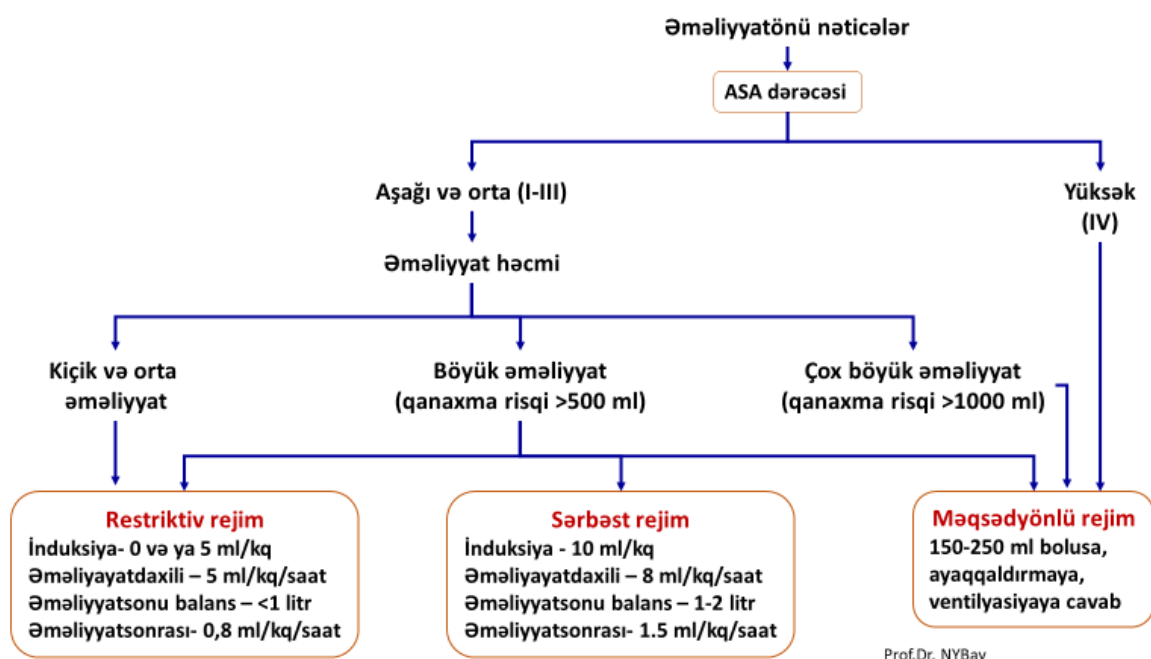 Əməliyyatönü nəticələr
ASA dərəcəsi
Aşağı və orta (I-III)
Yüksək
(IV)
Əməliyyat həcmi
Kiçik və orta
əməliyyat
Böyük əməliyyat
(qanaxma risqi >500 ml)
Çox böyük əməliyyat
(qanaxma risqi >1000 ml)
Restriktiv rejim
İnduksiya- 0 və ya 5 ml/kq
Əməliyayatdaxili – 5 ml/kq/saat
Əməliyyatsonu balans – <1 litr
Əməliyyatsonrası- 0,8 ml/kq/saat
Sərbəst rejim
İnduksiya - 10 ml/kq
Əməliyayatdaxili – 8 ml/kq/saat
Əməliyyatsonu balans – 1-2 litr
Əməliyyatsonrası- 1.5 ml/kq/saat
Məqsədyönlü rejim
150-250 ml bolusa,
ayaqqaldırmaya,
ventilyasiyaya cavab
Prof.Dr. NYBay